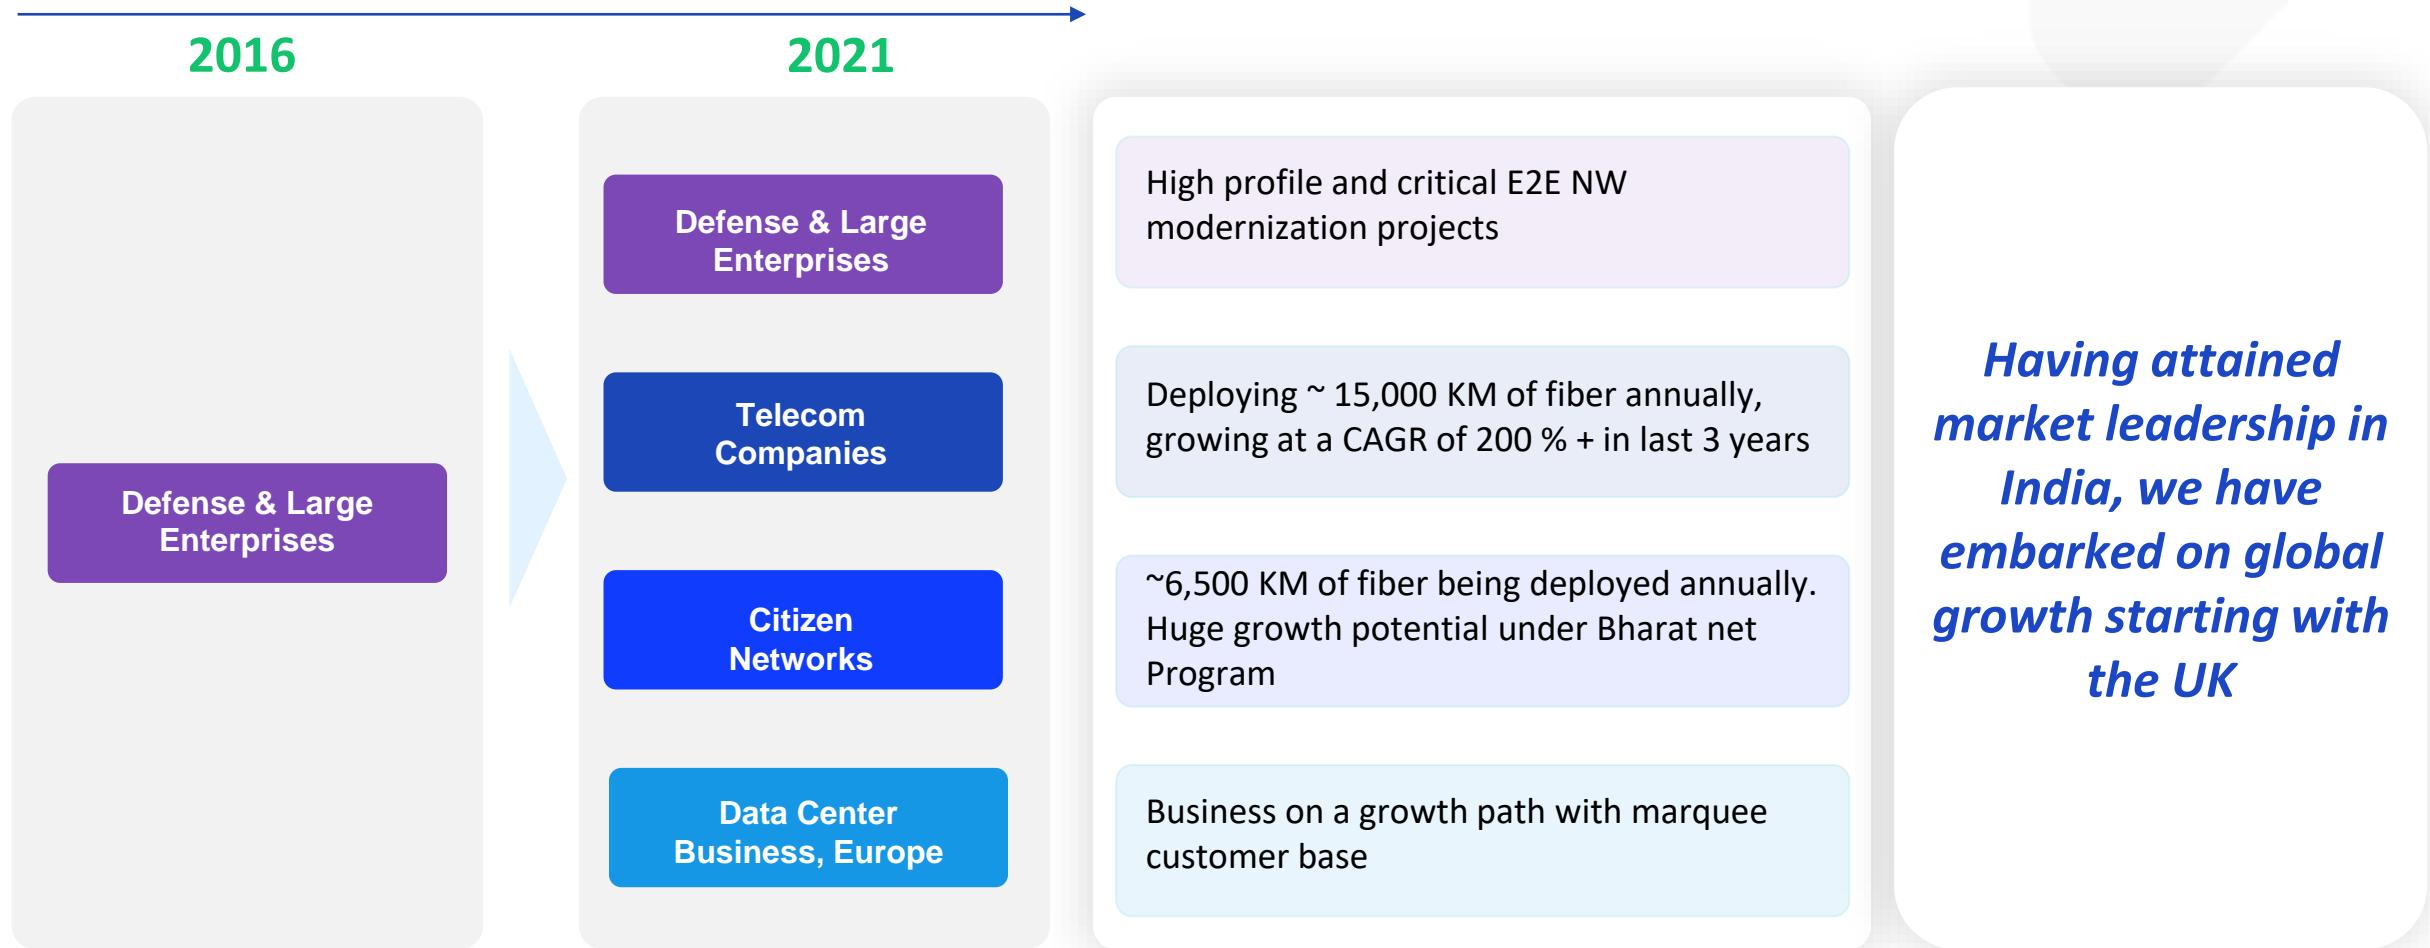 2016
2021
Defense & Large
Enterprises
Defense & Large
Enterprises
Telecom
Companies
Citizen
Networks
Data Center
Business, Europe
High profile and critical E2E NW
modernization projects
Deploying ~ 15,000 KM of fiber annually,
growing at a CAGR of 200 % + in last 3 years
~6,500 KM of fiber being deployed annually.
Huge growth potential under Bharat net
Program
Business on a growth path with marquee
customer base
Having attained
market leadership in
India, we have
embarked on global
growth starting with
the UK